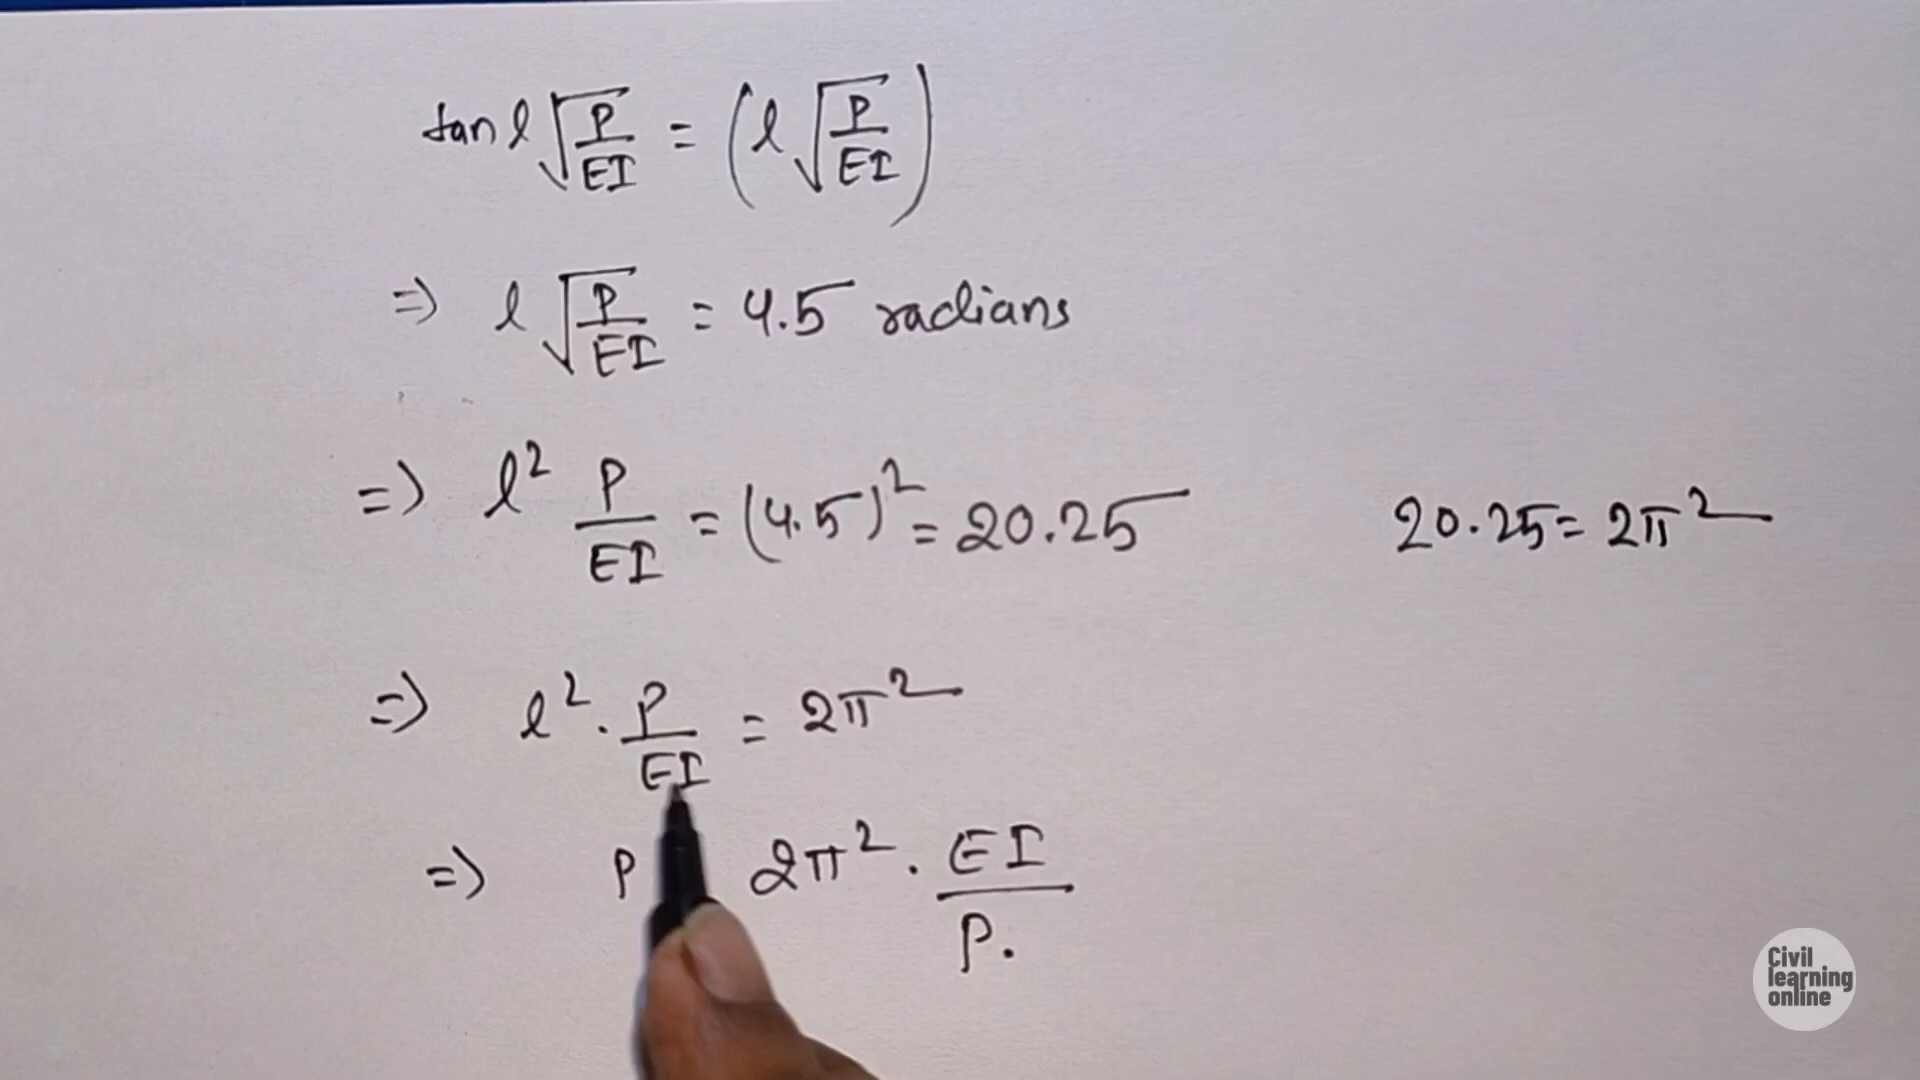 tan l √(P/EI) = (l √(P/EI))
⇒ l √(P/EI) = 4.5 radians
⇒ l² P/EI = (4.5)² = 20.25
20.25 = 2π²
⇒ l² · P/EI = 2π²
⇒ P 2π² · EI/P.
Civil
learning
online